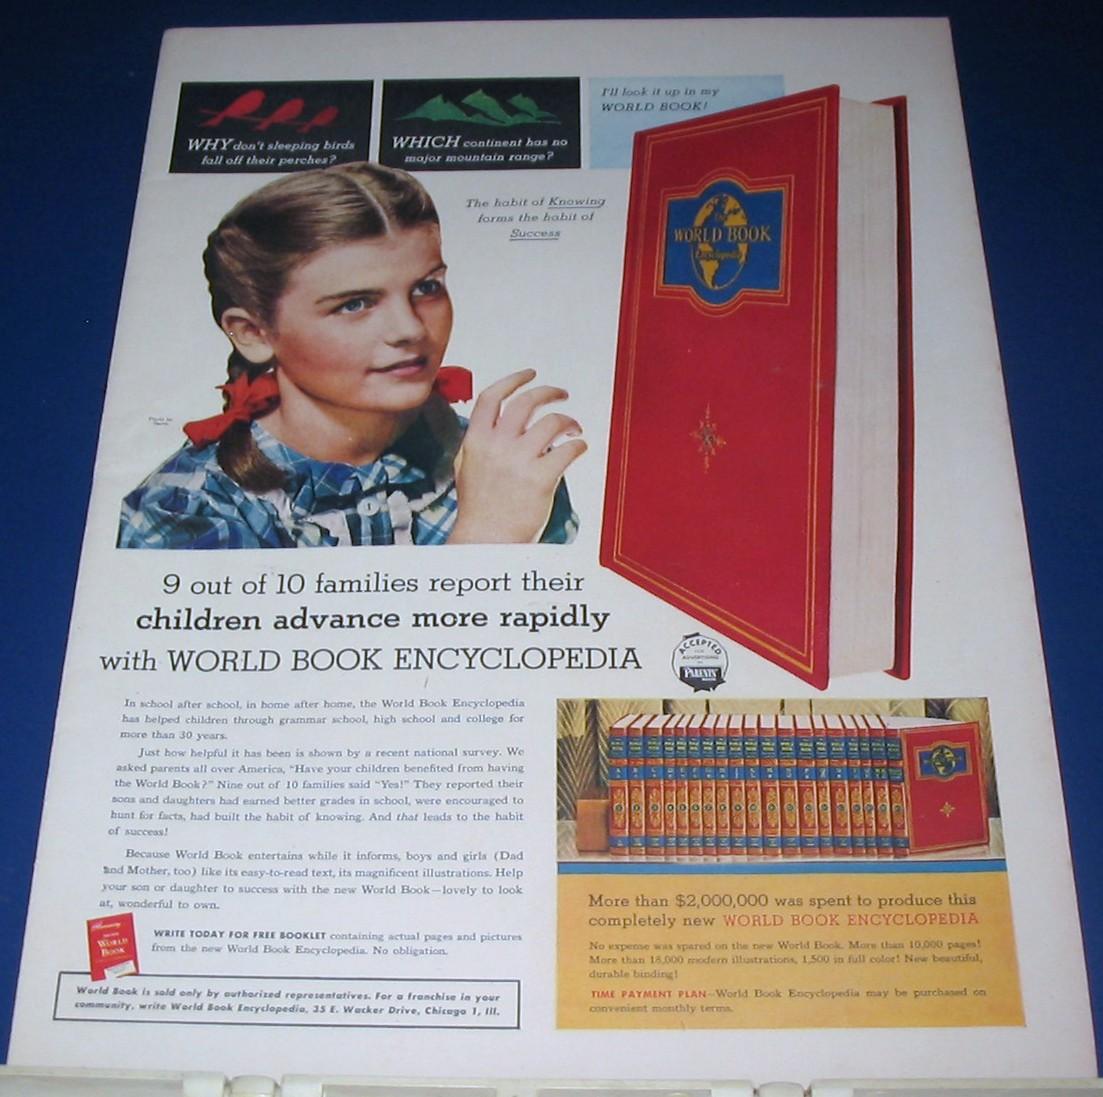 WHY don't sleeping birds
fall off their perches?
WHICH continent has no
major mountain range?
I'll look it up in my
WORLD BOOK!
The habit of Knowing
forms the habit of
Success
The
WORLD BOOK
Encyclopedia
9 out of 10 families report their
children advance more rapidly
with WORLD BOOK ENCYCLOPEDIA
ACCEPTED
FOR
ADVERTISING
PARENTS'
In school after school, in home after home, the World Book Encyclopedia
has helped children through grammar school, high school and college for
more than 30 years.
Just how helpful it has been is shown by a recent national survey. We
asked parents all over America, "Have your children benefited from having
the World Book?" Nine out of 10 families said "Yes!" They reported their
sons and daughters had earned better grades in school, were encouraged to
hunt for facts, had built the habit of knowing. And that leads to the habit
of success!
Because World Book entertains while it informs, boys and girls (Dad
and Mother, too) like its easy-to-read text, its magnificent illustrations. Help
your son or daughter to success with the new World Book—lovely to look
at, wonderful to own.
WORLD
BOOK
WRITE TODAY FOR FREE BOOKLET containing actual pages and pictures
from the new World Book Encyclopedia. No obligation.
World Book is sold only by authorized representatives. For a franchise in your
community, write World Book Encyclopedia, 35 E. Wacker Drive, Chicago 1, Ill.
More than $2,000,000 was spent to produce this
completely new WORLD BOOK ENCYCLOPEDIA
No expense was spared on the new World Book. More than 10,000 pages!
More than 18,000 modern illustrations, 1,500 in full color! New beautiful,
durable binding!
TIME PAYMENT PLAN—World Book Encyclopedia may be purchased on
convenient monthly terms.